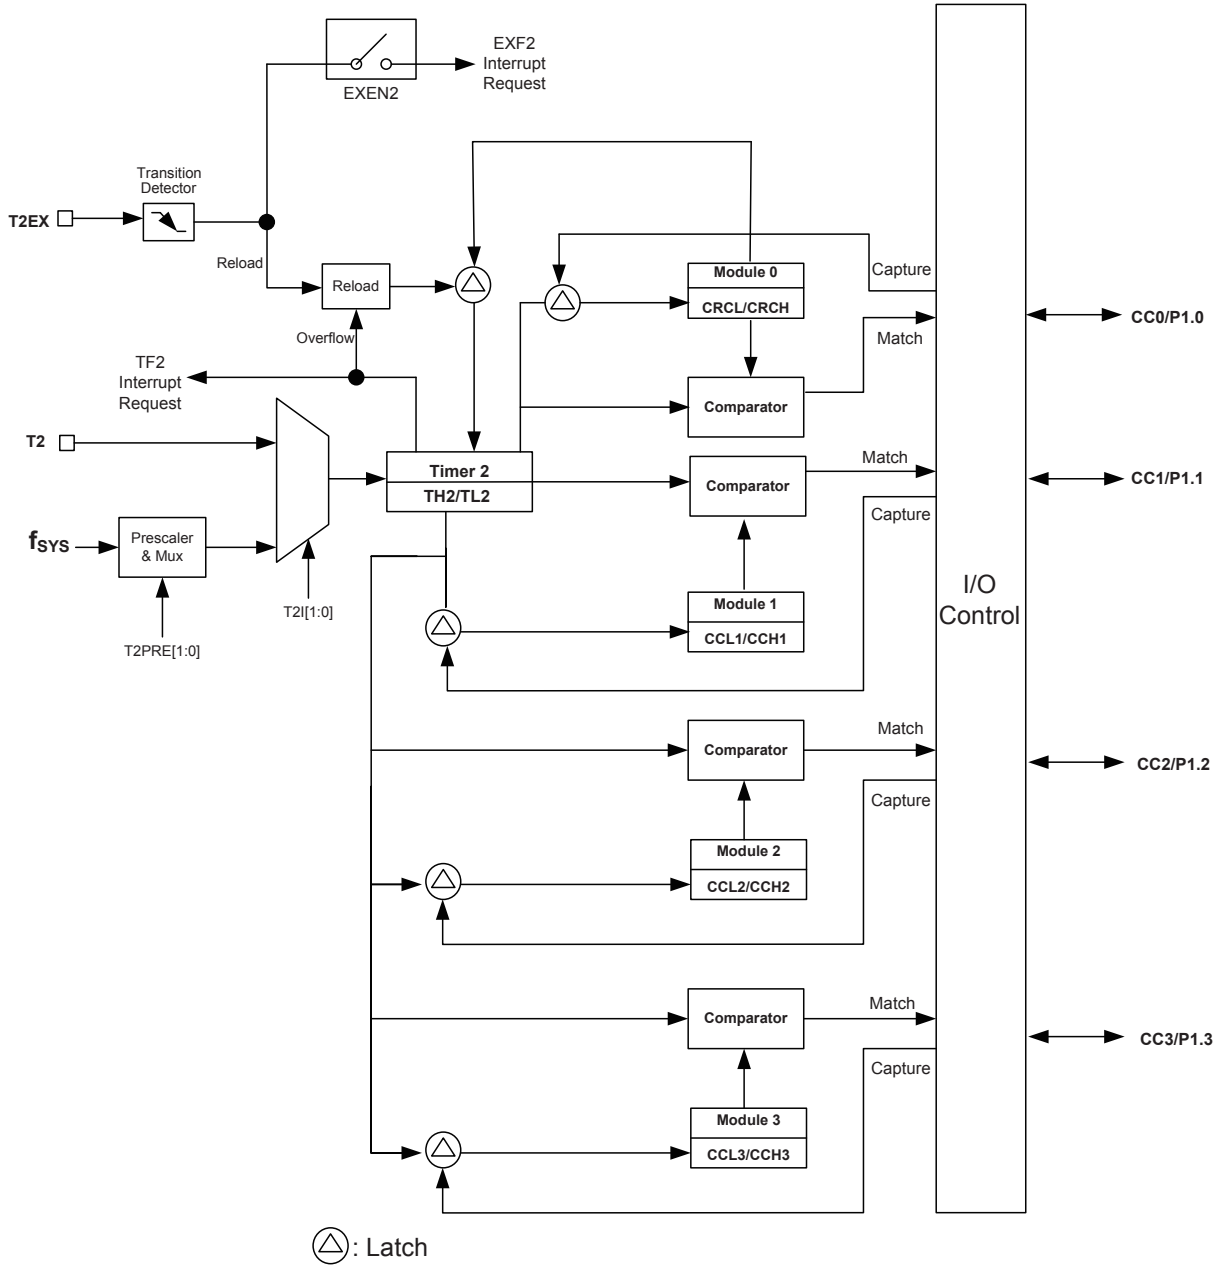 EXF2
Interrupt
Request
EXEN2
Transition
Detector
T2EX
Reload
Reload
Overflow
TF2
Interrupt
Request
T2
fSYS
Prescaler
& Mux
T2PRE[1:0]
T2I[1:0]
Timer 2
TH2/TL2
Module 0
CRCL/CRCH
Capture
Match
Comparator
CC0/P1.0
Comparator
Match
Capture
CC1/P1.1
Module 1
CCL1/CCH1
I/O
Control
Comparator
Match
Capture
CC2/P1.2
Module 2
CCL2/CCH2
Comparator
Match
Capture
CC3/P1.3
Module 3
CCL3/CCH3
: Latch